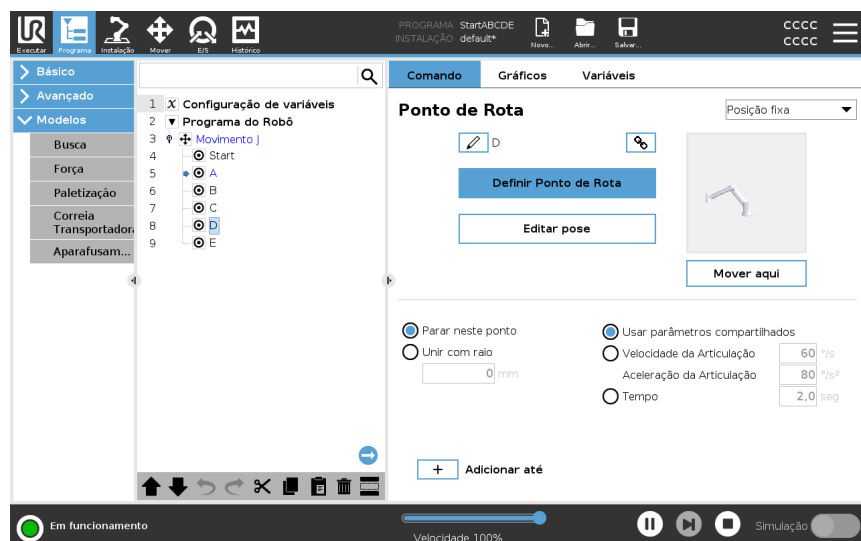 UR
Executar
Programa
Instalação
Mover
E/S
Histórico
PROGRAMA StartABCDE
INSTALAÇÃO default*
Novo...
Abrir...
Salvar...
CCCC
CCCC
Básico
Avançado
Modelos
Busca
Força
Paletização
Correia
Transportadora
Aparafusam...
1 X Configuração de variáveis
2 Programa do Robô
3 Movimento J
4 Start
5 A
6 B
7 C
8 D
9 E
Comando Gráficos Variáveis
Ponto de Rota
Posição fixa
D
Definir Ponto de Rota
Editar pose
Mover aqui
Parar neste ponto
Unir com raio
0 mm
Usar parâmetros compartilhados
Velocidade da Articulação 60 °/s
Aceleração da Articulação 80 °/s²
Tempo 2,0 seg
+ Adicionar até
Em funcionamento
Velocidade 100%
Simulação